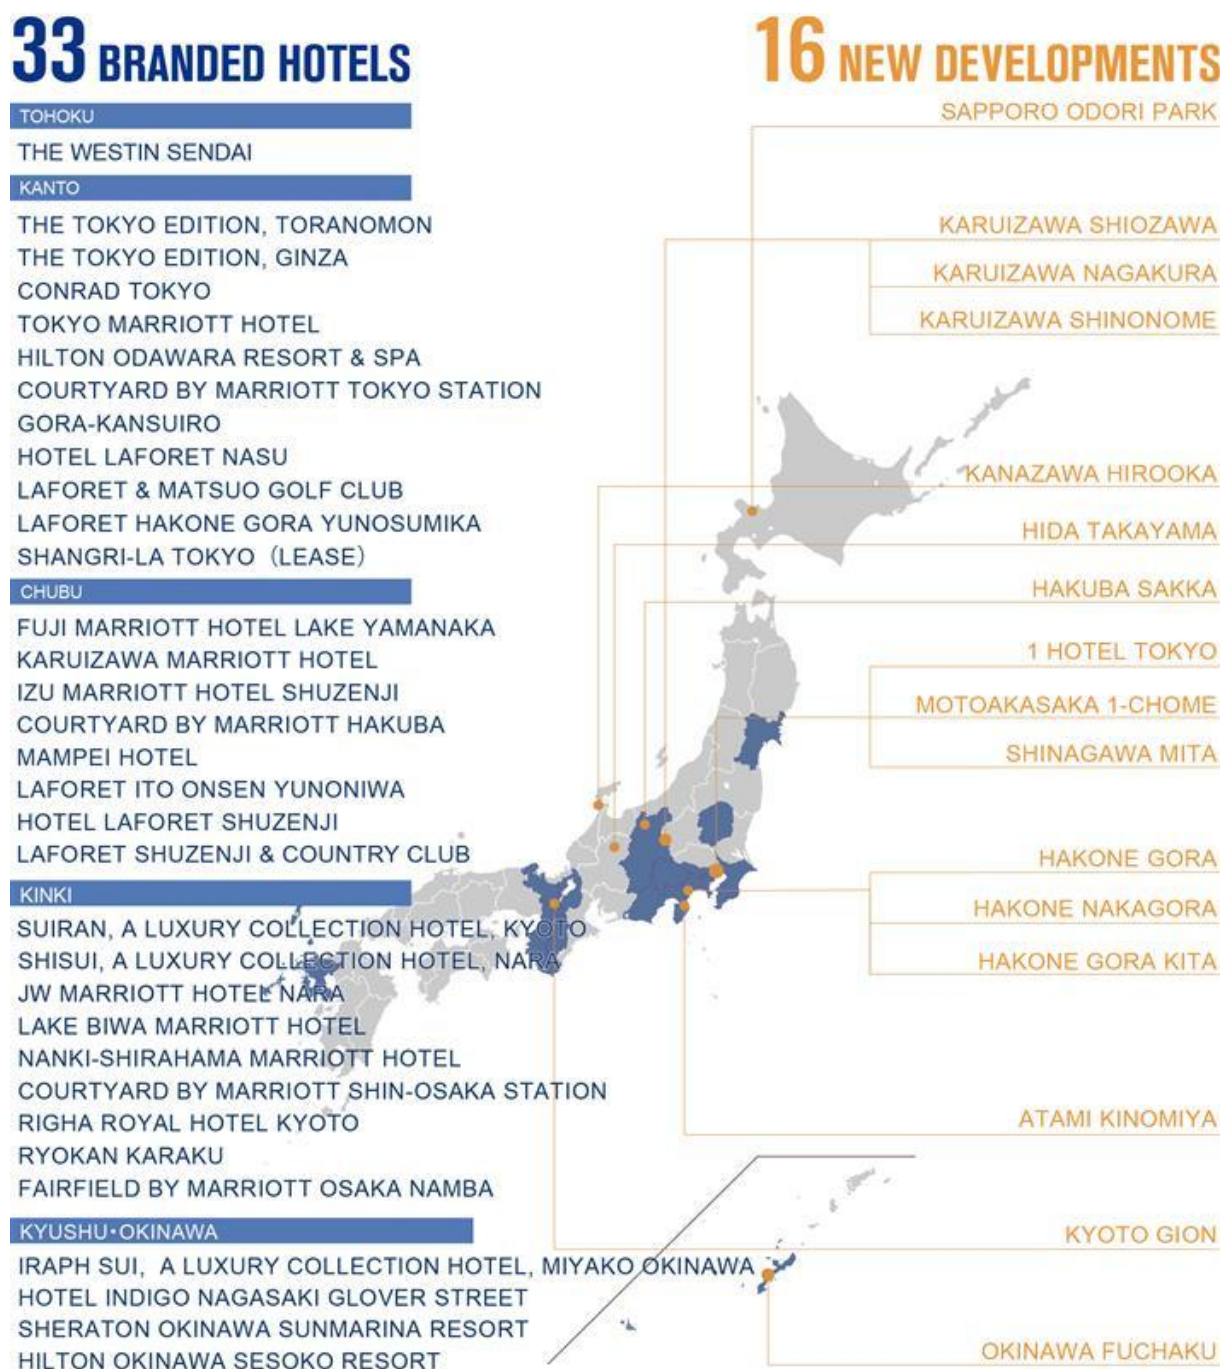 33 BRANDED HOTELS
TOHOKU
THE WESTIN SENDAI
KANTO
THE TOKYO EDITION, TORANOMON
THE TOKYO EDITION, GINZA
CONRAD TOKYO
TOKYO MARRIOTT HOTEL
HILTON ODAWARA RESORT & SPA
COURTYARD BY MARRIOTT TOKYO STATION
GORA-KANSUIRO
HOTEL LAFORET NASU
LAFORET & MATSUO GOLF CLUB
LAFORET HAKONE GORA YUNOSUMIKA
SHANGRI-LA TOKYO（LEASE）
CHUBU
FUJI MARRIOTT HOTEL LAKE YAMANAKA
KARUIZAWA MARRIOTT HOTEL
IZU MARRIOTT HOTEL SHUZENJI
COURTYARD BY MARRIOTT HAKUBA
MAMPEI HOTEL
LAFORET ITO ONSEN YUNONIWA
HOTEL LAFORET SHUZENJI
LAFORET SHUZENJI & COUNTRY CLUB
KINKI
SUIRAN, A LUXURY COLLECTION HOTEL, KYOTO
SHISUI, A LUXURY COLLECTION HOTEL, NARA
JW MARRIOTT HOTEL NARA
LAKE BIWA MARRIOTT HOTEL
NANKI-SHIRAHAMA MARRIOTT HOTEL
COURTYARD BY MARRIOTT SHIN-OSAKA STATION
RIGHA ROYAL HOTEL KYOTO
RYOKAN KARAKU
FAIRFIELD BY MARRIOTT OSAKA NAMBA
KYUSHU・OKINAWA
IRAPH SUI, A LUXURY COLLECTION HOTEL, MIYAKO OKINAWA
HOTEL INDIGO NAGASAKI GLOVER STREET
SHERATON OKINAWA SUNMARINA RESORT
HILTON OKINAWA SESOKO RESORT
16 NEW DEVELOPMENTS
SAPPORO ODORI PARK
KARUIZAWA SHIOZAWA
KARUIZAWA NAGAKURA
KARUIZAWA SHINONOME
KANAZAWA HIROOKA
HIDA TAKAYAMA
HAKUBA SAKKA
1 HOTEL TOKYO
MOTOAKASAKA 1-CHOME
SHINAGAWA MITA
HAKONE GORA
HAKONE NAKAGORA
HAKONE GORA KITA
ATAMI KINOMIYA
KYOTO GION
OKINAWA FUCHAKU